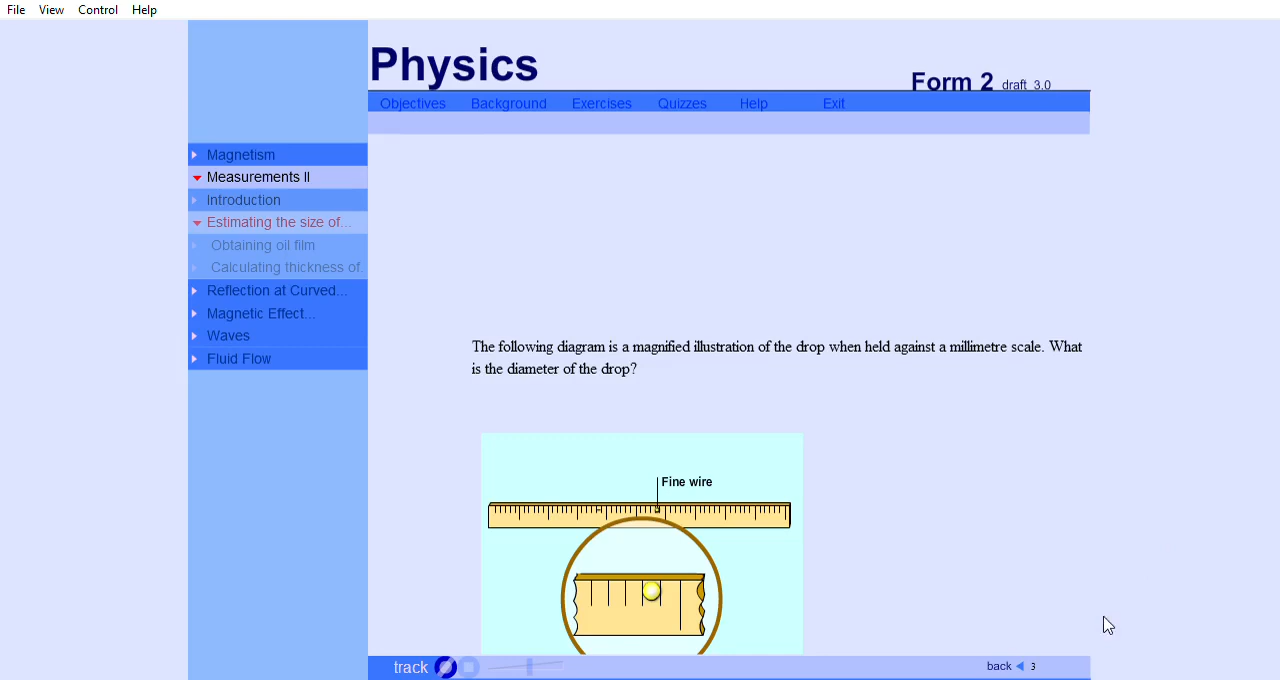 File View Control Help
Physics
Form 2 draft 3.0
Objectives Background Exercises Quizzes Help Exit
Magnetism
Measurements II
Introduction
Estimating the size of...
Obtaining oil film
Calculating thickness of.
Reflection at Curved...
Magnetic Effect...
Waves
Fluid Flow
The following diagram is a magnified illustration of the drop when held against a millimetre scale. What
is the diameter of the drop?
Fine wire
track
back 3